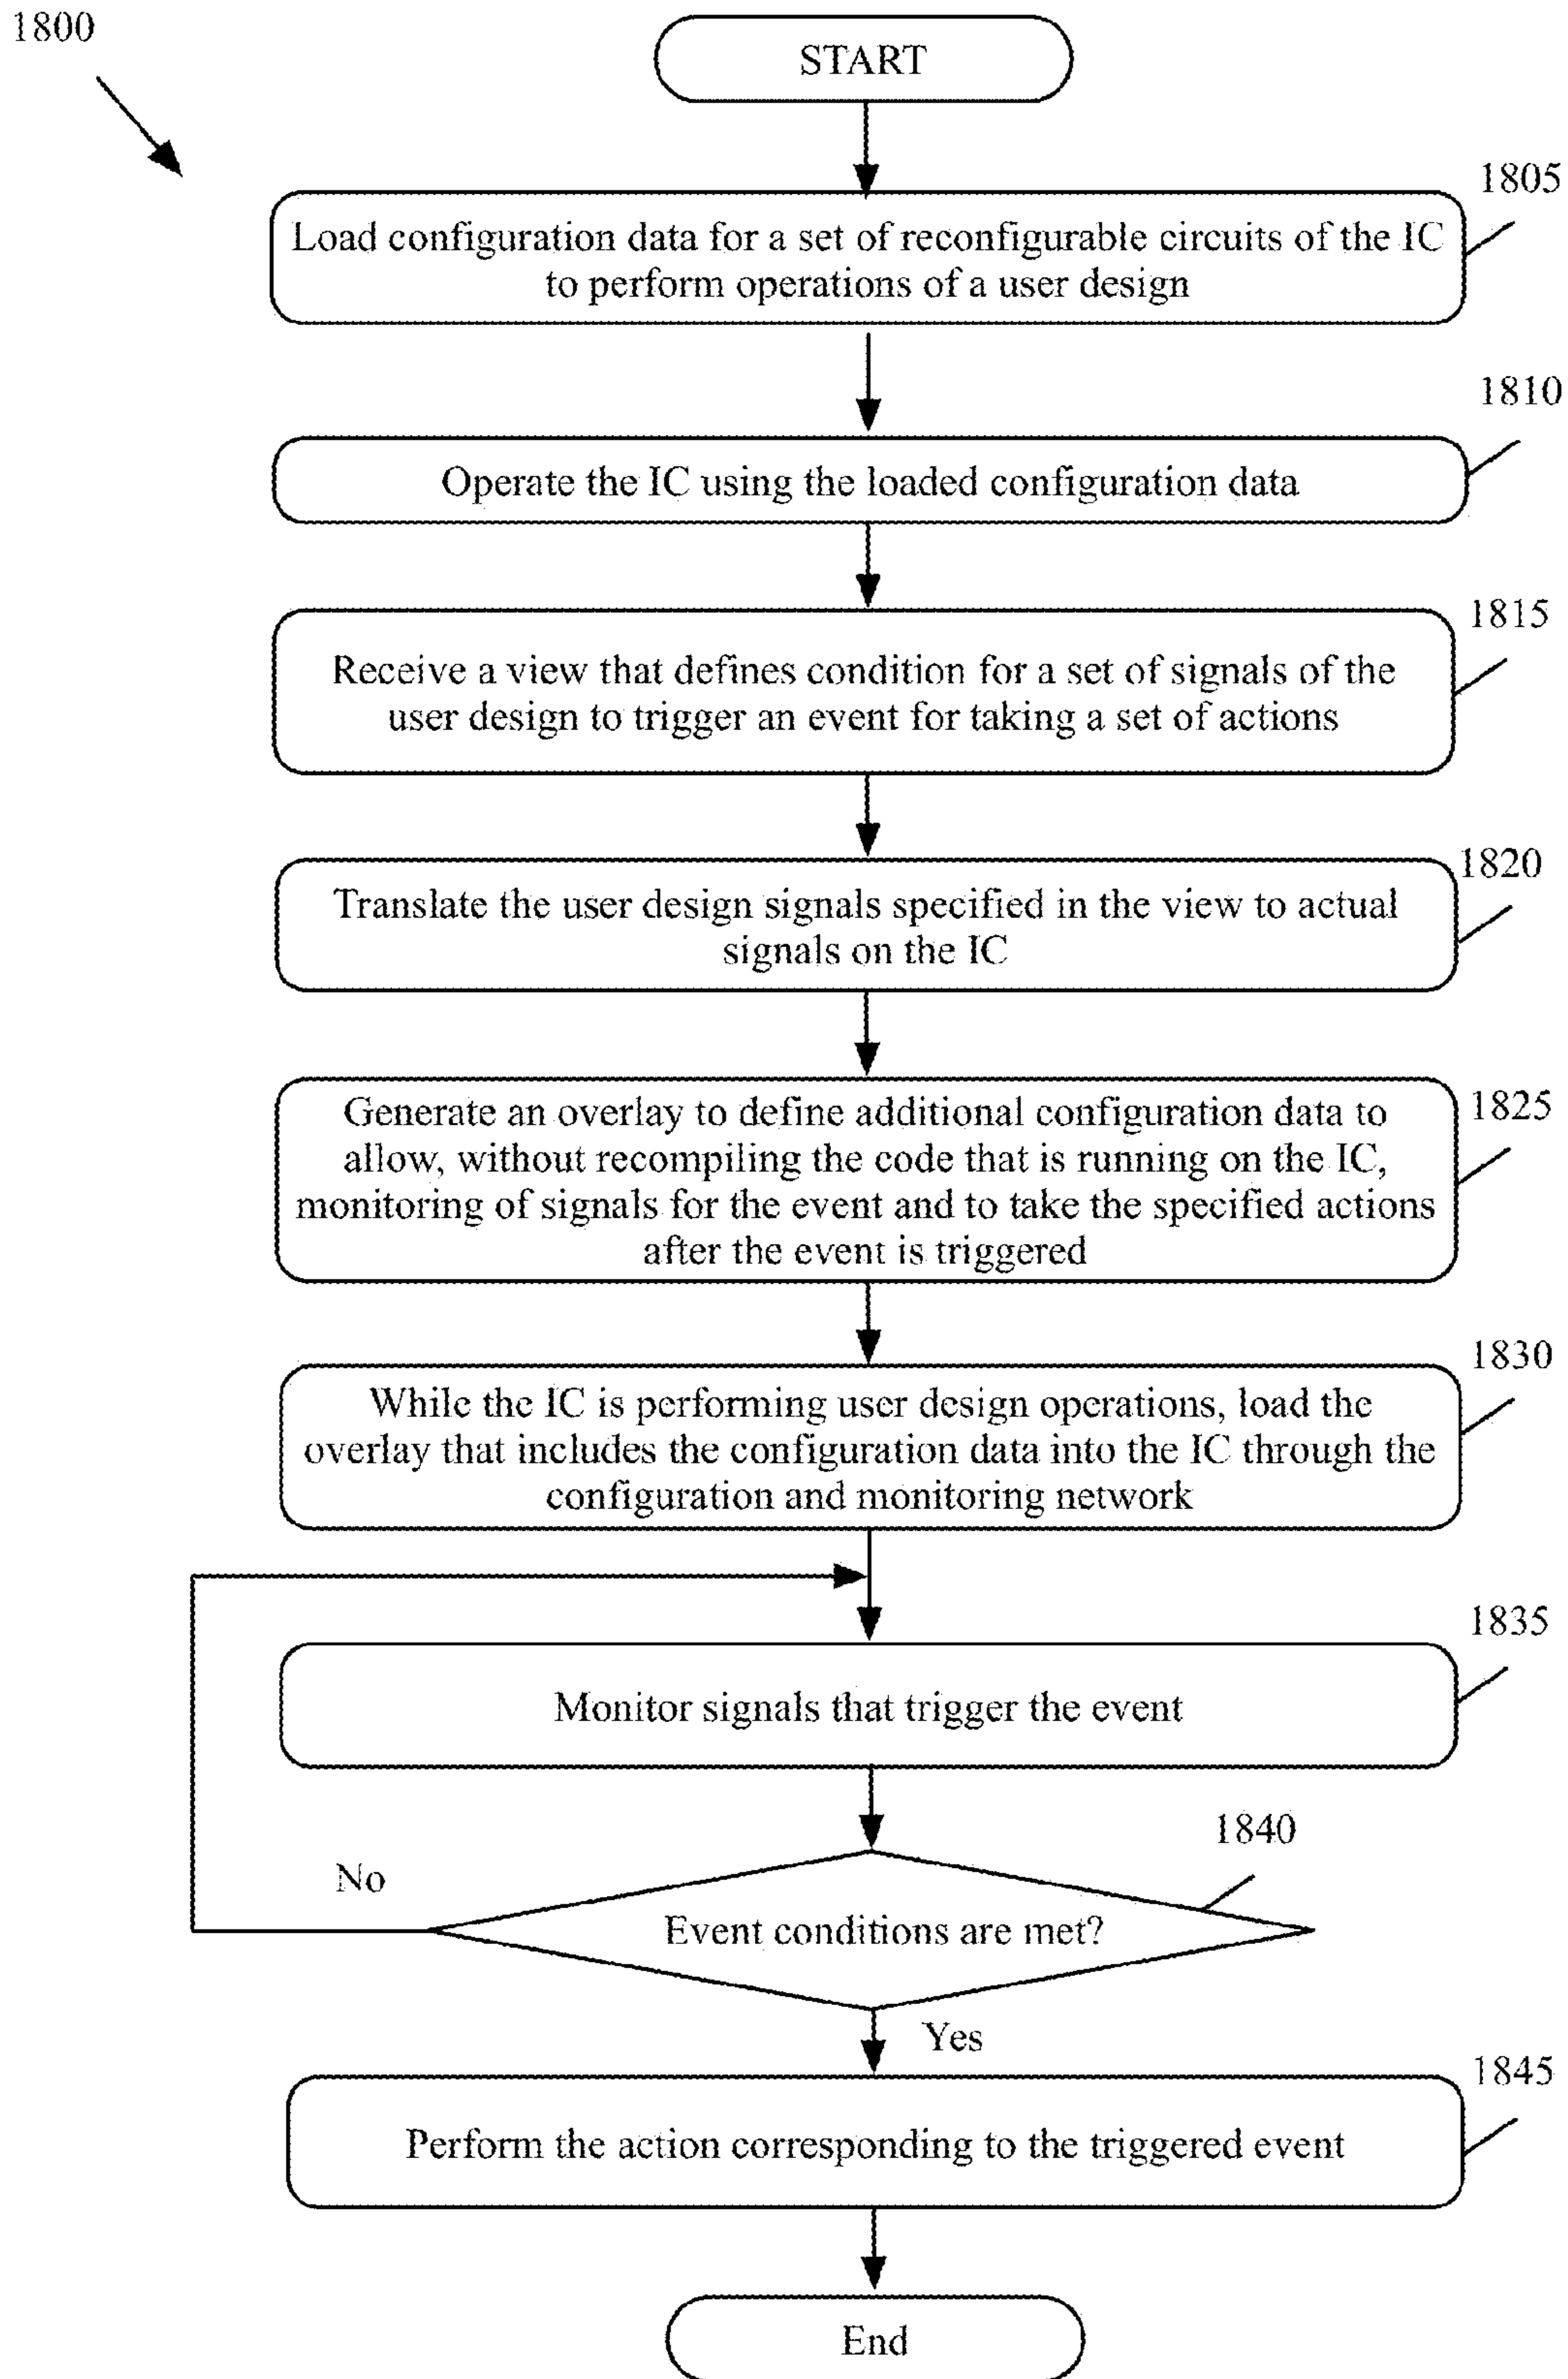 1800
START
1805
Load configuration data for a set of reconfigurable circuits of the IC
to perform operations of a user design
1810
Operate the IC using the loaded configuration data
1815
Receive a view that defines condition for a set of signals of the
user design to trigger an event for taking a set of actions
1820
Translate the user design signals specified in the view to actual
signals on the IC
1825
Generate an overlay to define additional configuration data to
allow, without recompiling the code that is running on the IC,
monitoring of signals for the event and to take the specified actions
after the event is triggered
1830
While the IC is performing user design operations, load the
overlay that includes the configuration data into the IC through the
configuration and monitoring network
1835
Monitor signals that trigger the event
1840
No
Event conditions are met?
Yes
1845
Perform the action corresponding to the triggered event
End